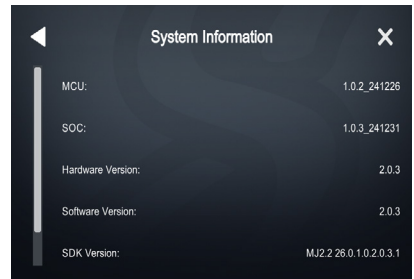 System Information
MCU: 1.0.2_241226
SOC: 1.0.3_241231
Hardware Version: 2.0.3
Software Version: 2.0.3
SDK Version: MJ2.2 26.0.1.0.2.0.3.1